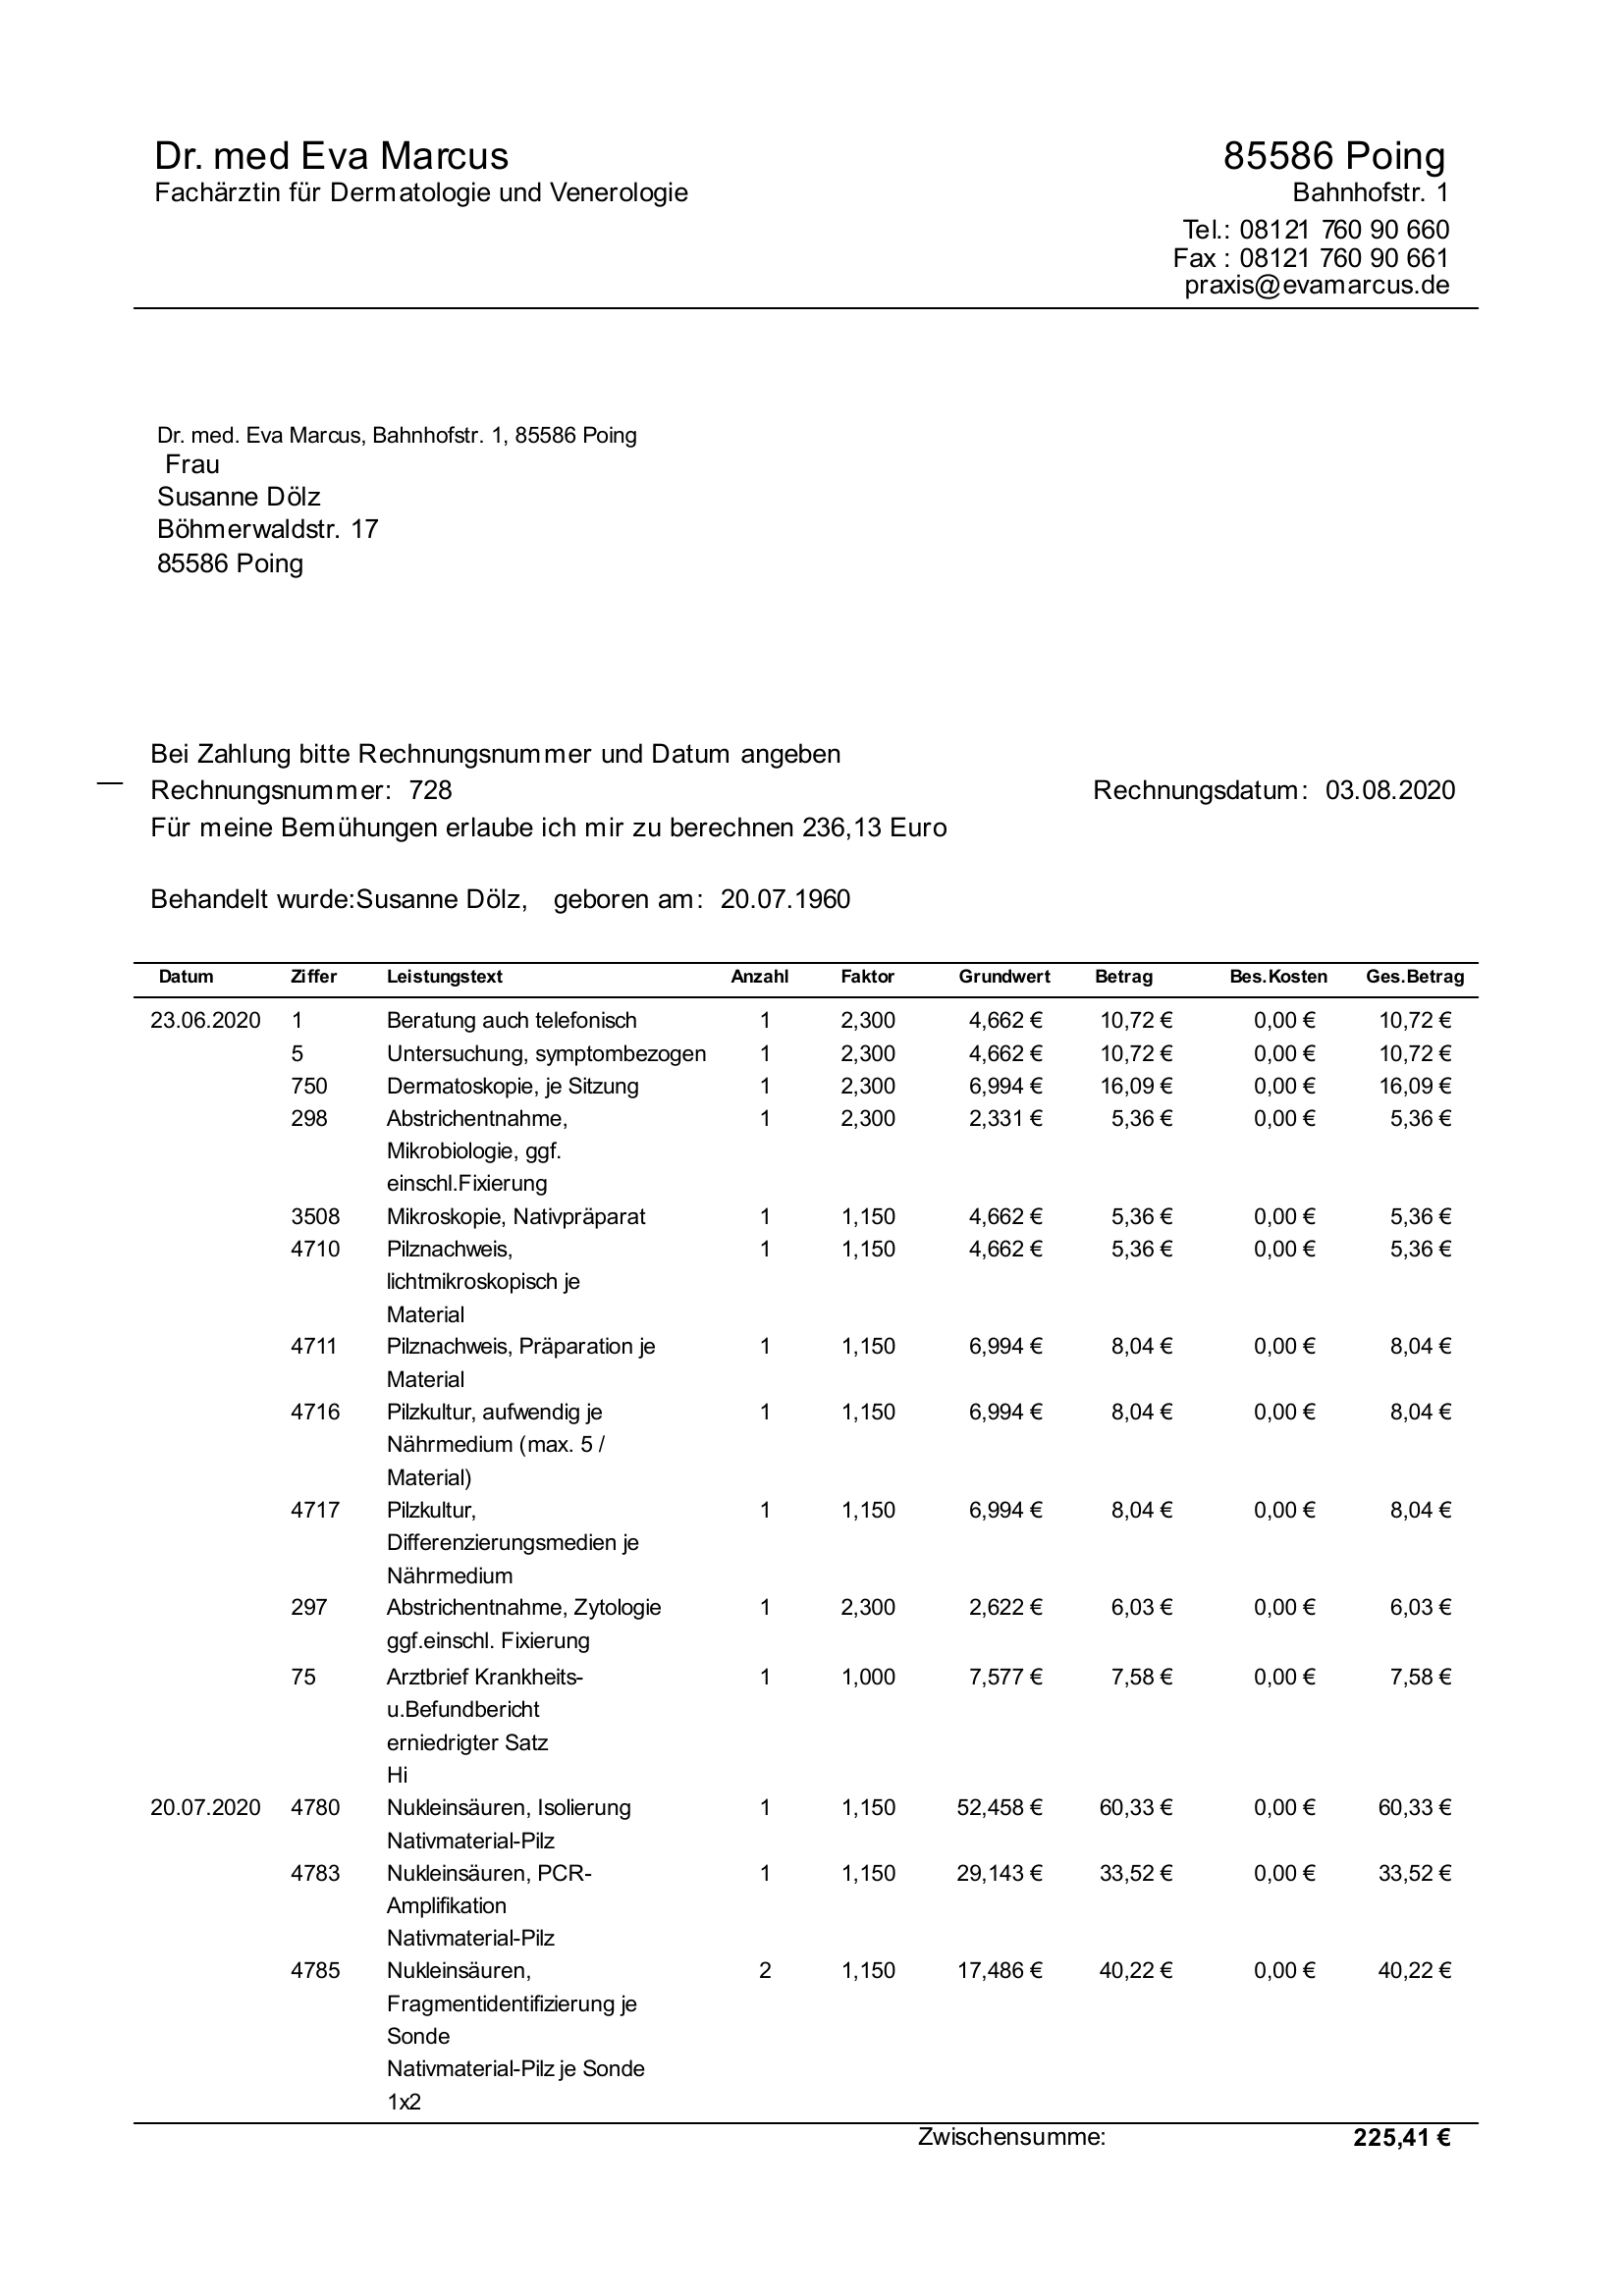 Dr. med Eva Marcus 85586 Poing
Fachärztin für Dermatologie und Venerologie Bahnhofstr. 1
Tel.: 08121 760 90 660
Fax : 08121 760 90 661
praxis@evamarcus.de
Dr. med. Eva Marcus, Bahnhofstr. 1, 85586 Poing
Frau
Susanne Dölz
Böhmerwaldstr. 17
85586 Poing
Bei Zahlung bitte Rechnungsnummer und Datum angeben
Rechnungsnummer: 728 Rechnungsdatum: 03.08.2020
Für meine Bemühungen erlaube ich mir zu berechnen 236,13 Euro
Behandelt wurde:Susanne Dölz, geboren am: 20.07.1960
Datum Ziffer Leistungstext Anzahl Faktor Grundwert Betrag Bes.Kosten Ges.Betrag
23.06.2020 1 Beratung auch telefonisch 1 2,300 4,662 € 10,72 € 0,00 € 10,72 €
5 Untersuchung, symptombezogen 1 2,300 4,662 € 10,72 € 0,00 € 10,72 €
750 Dermatoskopie, je Sitzung 1 2,300 6,994 € 16,09 € 0,00 € 16,09 €
298 Abstrichentnahme, 1 2,300 2,331 € 5,36 € 0,00 € 5,36 €
Mikrobiologie, ggf.
einschl.Fixierung
3508 Mikroskopie, Nativpräparat 1 1,150 4,662 € 5,36 € 0,00 € 5,36 €
4710 Pilznachweis, 1 1,150 4,662 € 5,36 € 0,00 € 5,36 €
lichtmikroskopisch je
Material
4711 Pilznachweis, Präparation je 1 1,150 6,994 € 8,04 € 0,00 € 8,04 €
Material
4716 Pilzkultur, aufwendig je 1 1,150 6,994 € 8,04 € 0,00 € 8,04 €
Nährmedium (max. 5 /
Material)
4717 Pilzkultur, 1 1,150 6,994 € 8,04 € 0,00 € 8,04 €
Differenzierungsmedien je
Nährmedium
297 Abstrichentnahme, Zytologie 1 2,300 2,622 € 6,03 € 0,00 € 6,03 €
ggf.einschl. Fixierung
75 Arztbrief Krankheits- 1 1,000 7,577 € 7,58 € 0,00 € 7,58 €
u.Befundbericht
erniedrigter Satz
Hi
20.07.2020 4780 Nukleinsäuren, Isolierung 1 1,150 52,458 € 60,33 € 0,00 € 60,33 €
Nativmaterial-Pilz
4783 Nukleinsäuren, PCR- 1 1,150 29,143 € 33,52 € 0,00 € 33,52 €
Amplifikation
Nativmaterial-Pilz
4785 Nukleinsäuren, 2 1,150 17,486 € 40,22 € 0,00 € 40,22 €
Fragmentidentifizierung je
Sonde
Nativmaterial-Pilz je Sonde
1x2
Zwischensumme: 225,41 €